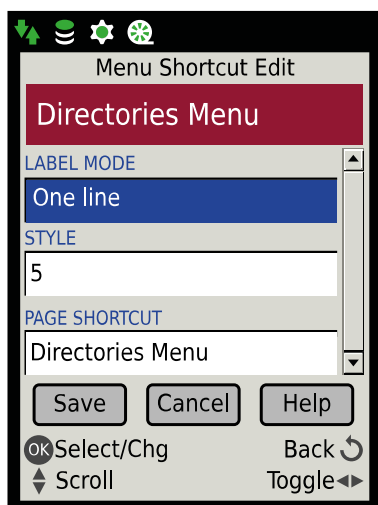 Menu Shortcut Edit
Directories Menu
LABEL MODE
One line
STYLE
5
PAGE SHORTCUT
Directories Menu
Save Cancel Help
OK Select/Chg Back
Scroll Toggle